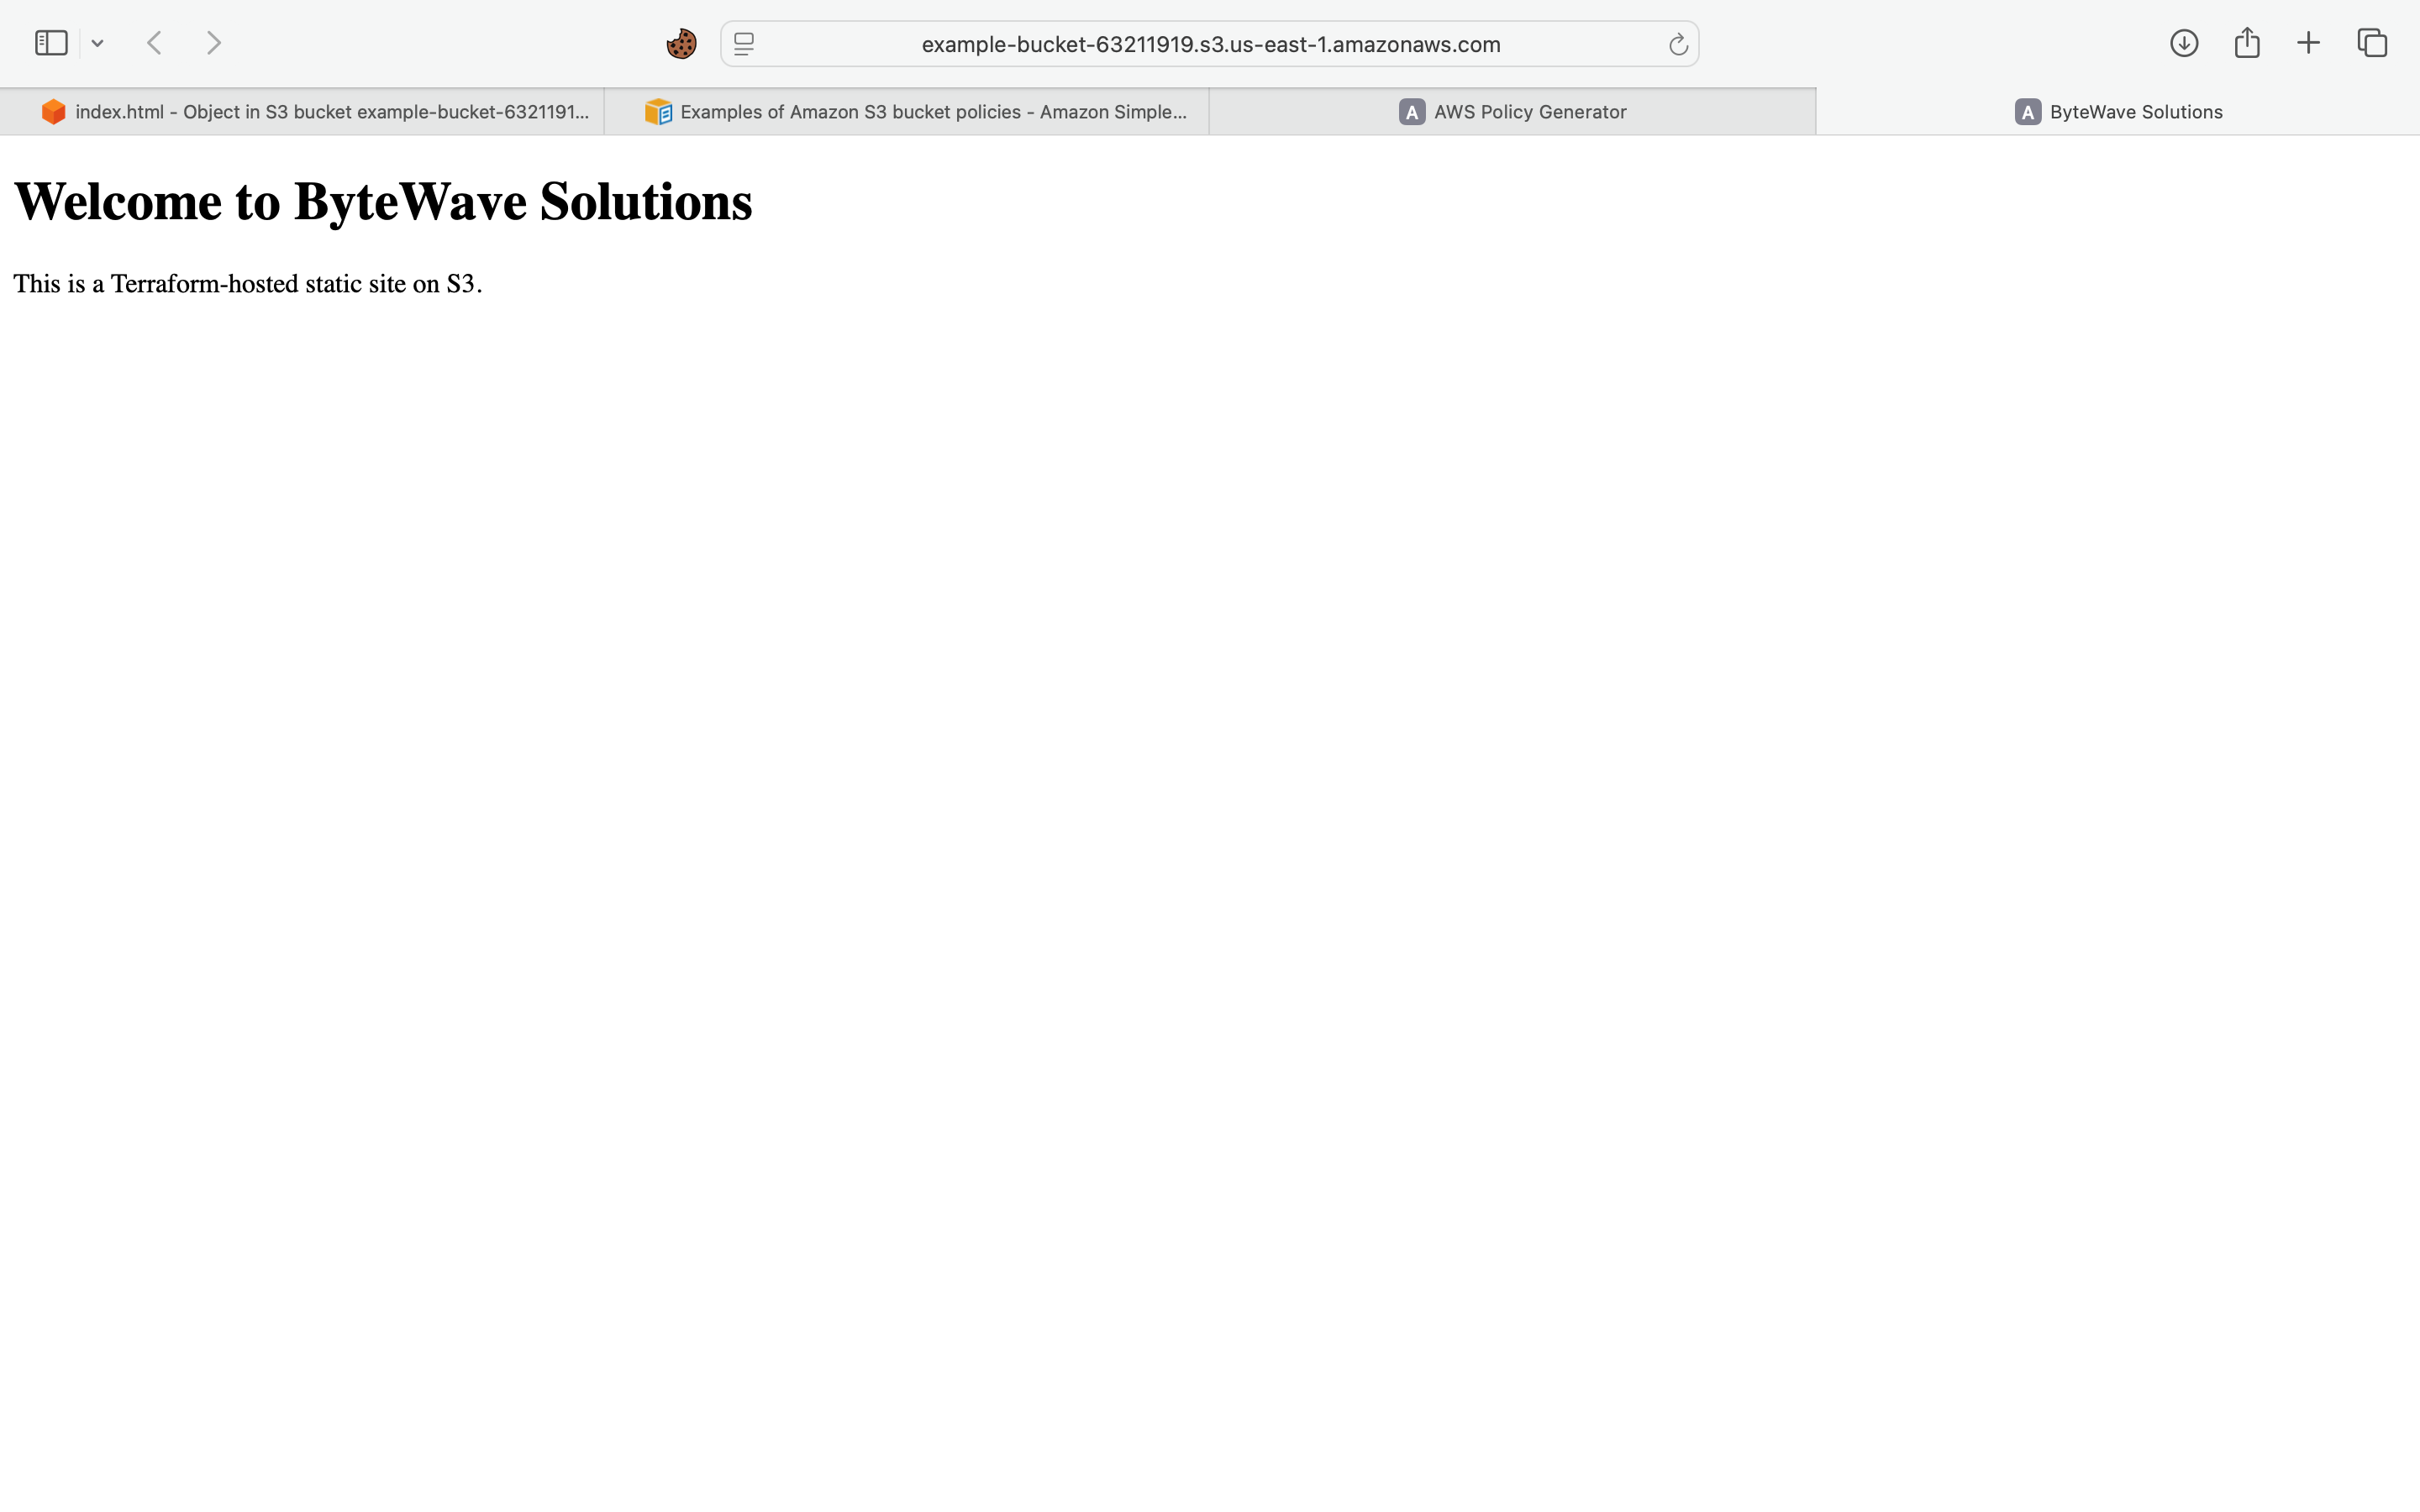 example-bucket-63211919.s3.us-east-1.amazonaws.com
index.html - Object in S3 bucket example-bucket-6321191...
Examples of Amazon S3 bucket policies - Amazon Simple...
A AWS Policy Generator
A ByteWave Solutions
Welcome to ByteWave Solutions
This is a Terraform-hosted static site on S3.